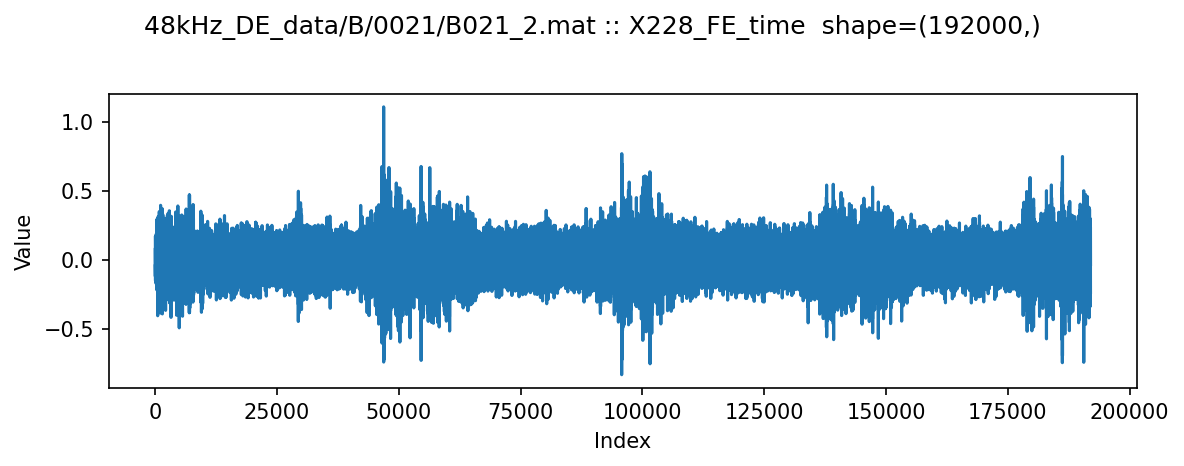 48kHz_DE_data/B/0021/B021_2.mat :: X228_FE_time  shape=(192000,)
1.0
0.5
0.0
−0.5
Value
0 25000 50000 75000 100000 125000 150000 175000 200000
Index